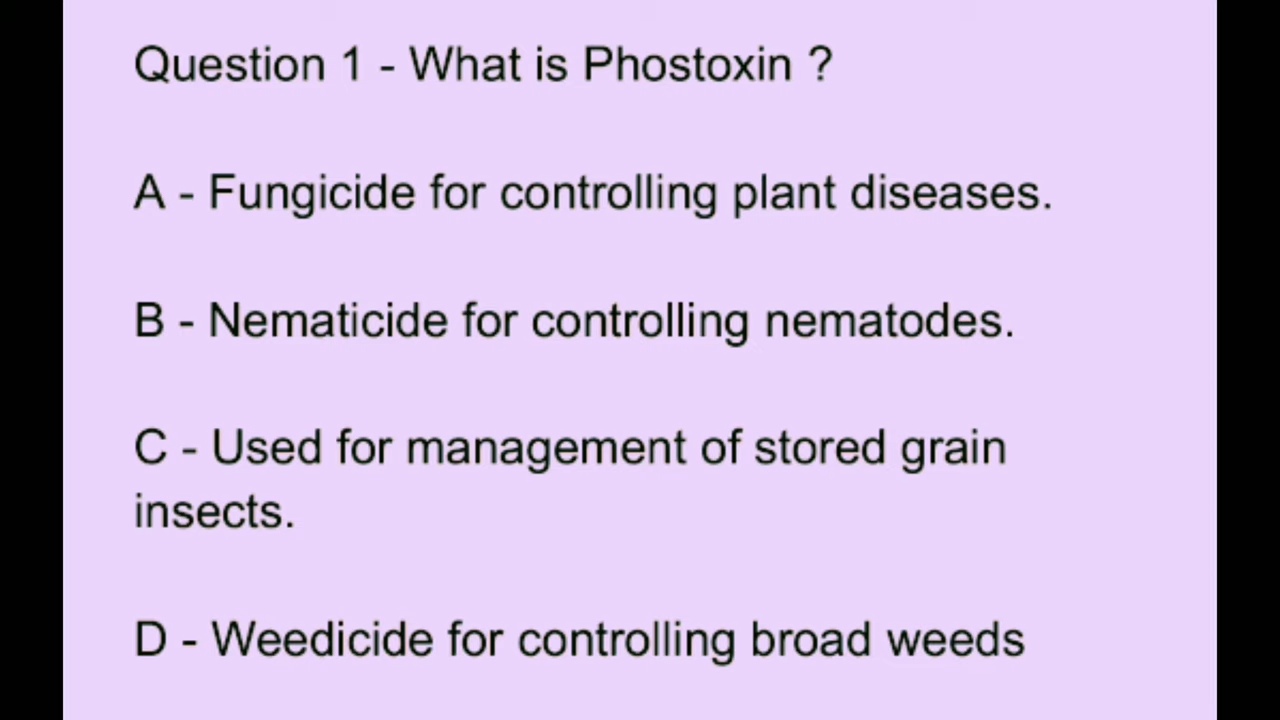 Question 1 - What is Phostoxin ?
A - Fungicide for controlling plant diseases.
B - Nematicide for controlling nematodes.
C - Used for management of stored grain
insects.
D - Weedicide for controlling broad weeds